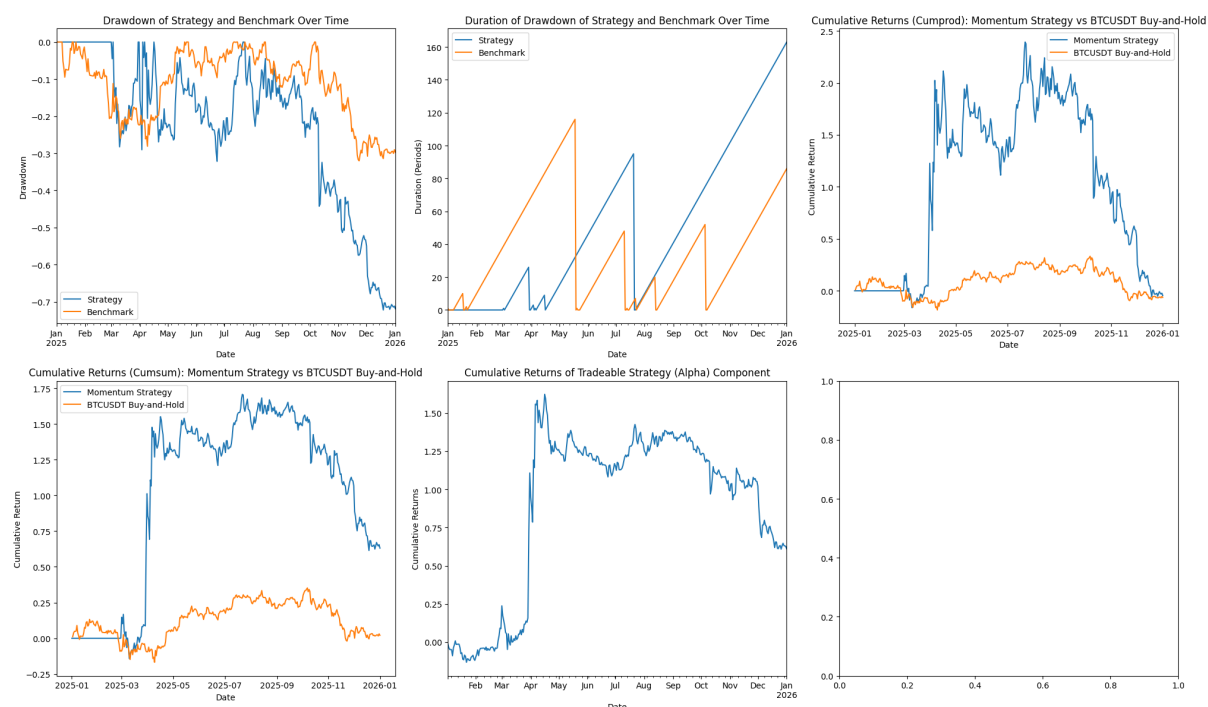 Drawdown of Strategy and Benchmark Over Time
0.0
−0.1
−0.2
−0.3
−0.4
−0.5
−0.6
−0.7
Drawdown
Strategy
Benchmark
Jan
2025
Feb
Mar
Apr
May
Jun
Jul
Aug
Sep
Oct
Nov
Dec
Jan
2026
Date
Duration of Drawdown of Strategy and Benchmark Over Time
Strategy
Benchmark
160
140
120
100
80
60
40
20
0
Duration (Periods)
Jan
2025
Feb
Mar
Apr
May
Jun
Jul
Aug
Sep
Oct
Nov
Dec
Jan
2026
Date
Cumulative Returns (Cumprod): Momentum Strategy vs BTCUSDT Buy-and-Hold
Momentum Strategy
BTCUSDT Buy-and-Hold
2.5
2.0
1.5
1.0
0.5
0.0
Cumulative Return
2025-01
2025-03
2025-05
2025-07
2025-09
2025-11
2026-01
Date
Cumulative Returns (Cumsum): Momentum Strategy vs BTCUSDT Buy-and-Hold
Momentum Strategy
BTCUSDT Buy-and-Hold
1.75
1.50
1.25
1.00
0.75
0.50
0.25
0.00
−0.25
Cumulative Return
2025-01
2025-03
2025-05
2025-07
2025-09
2025-11
2026-01
Date
Cumulative Returns of Tradeable Strategy (Alpha) Component
1.50
1.25
1.00
0.75
0.50
0.25
0.00
Cumulative Returns
Feb
Mar
Apr
May
Jun
Jul
Aug
Sep
Oct
Nov
Dec
Jan
2026
Date
1.0
0.8
0.6
0.4
0.2
0.0
0.0
0.2
0.4
0.6
0.8
1.0